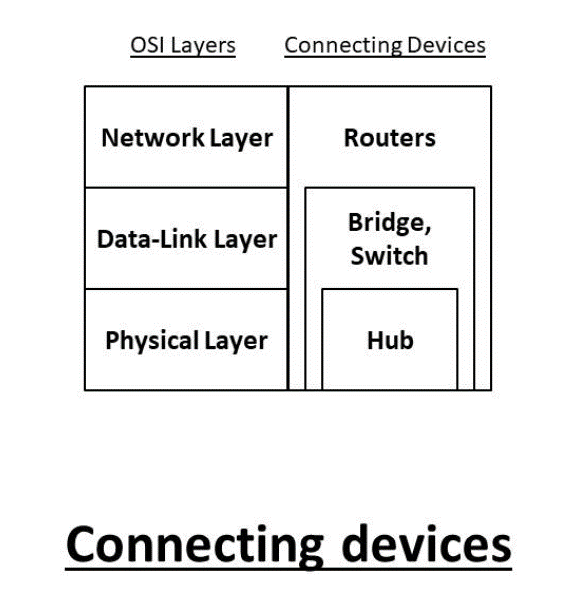 OSI Layers Connecting Devices
Network Layer Routers
Data-Link Layer Bridge,
Switch
Physical Layer Hub
Connecting devices